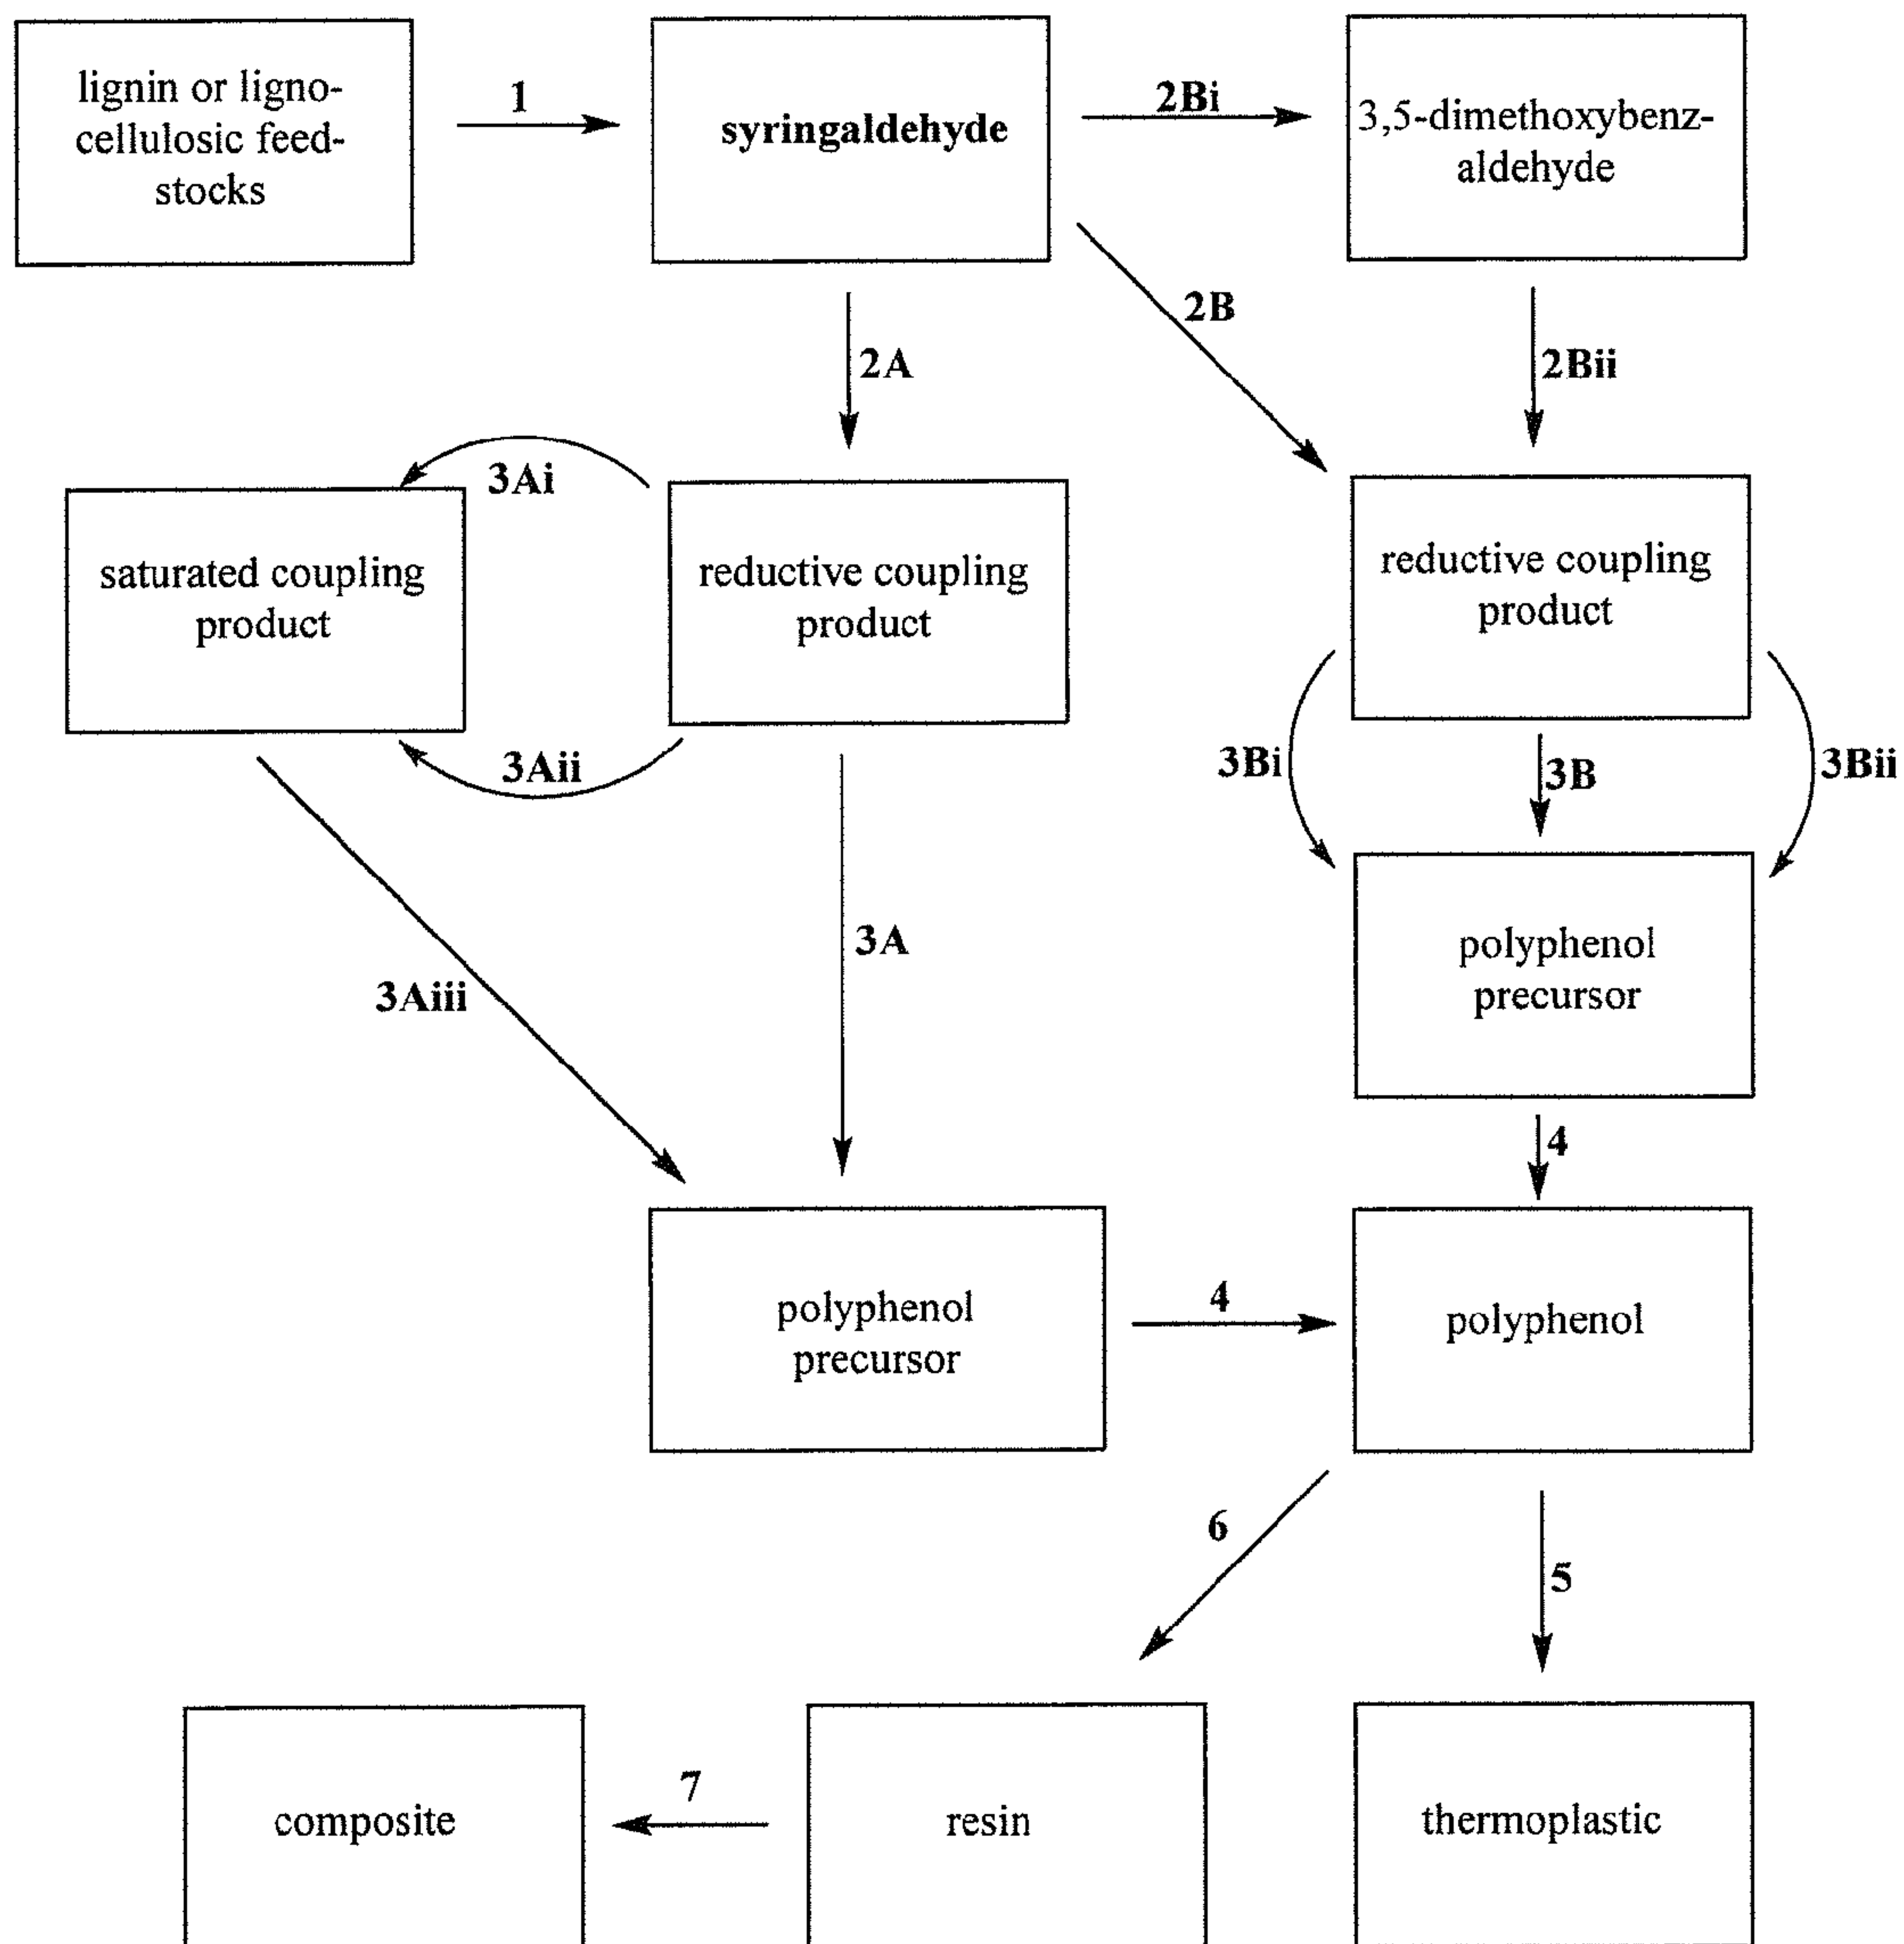 lignin or ligno-
cellulosic feed-
stocks
1
syringaldehyde
2Bi
3,5-dimethoxybenz-
aldehyde
2A
2B
2Bii
3Ai
saturated coupling
product
reductive coupling
product
reductive coupling
product
3Aii
3Bi
3B
3Bii
3Aiii
3A
polyphenol
precursor
4
polyphenol
precursor
4
polyphenol
6
5
composite
7
resin
thermoplastic